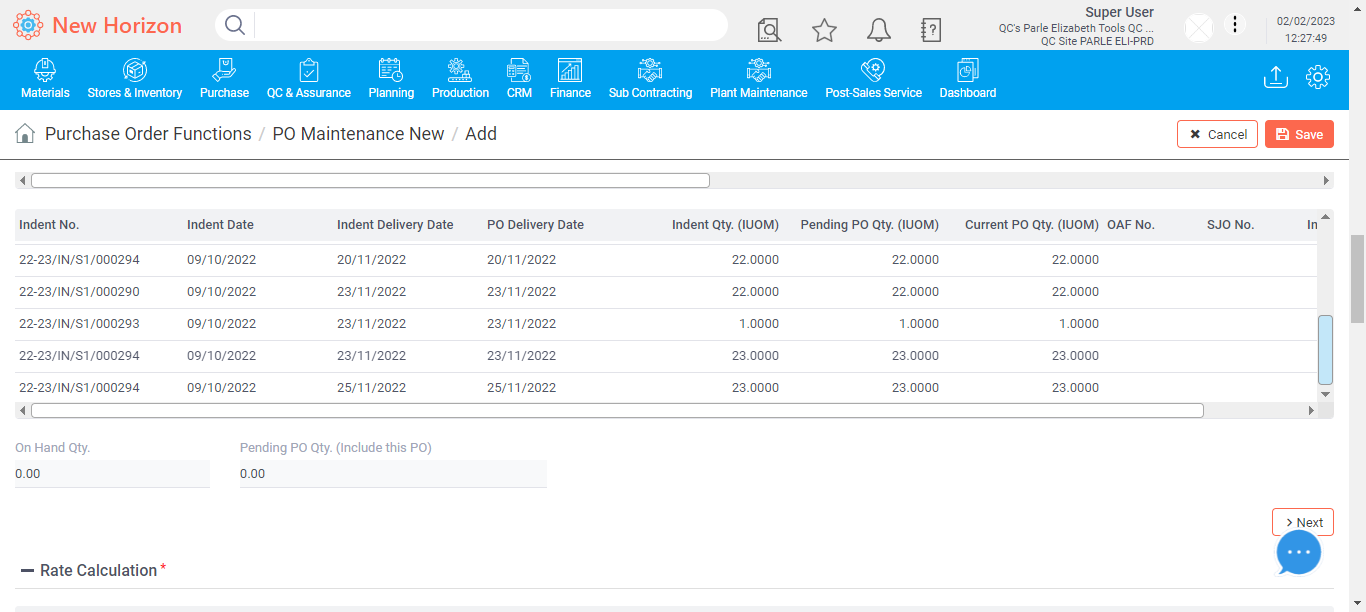 New Horizon
Super User
QC's Parle Elizabeth Tools QC ...
QC Site PARLE ELI-PRD
02/02/2023
12:27:49
Materials Stores & Inventory Purchase QC & Assurance Planning Production CRM Finance Sub Contracting Plant Maintenance Post-Sales Service Dashboard
Purchase Order Functions / PO Maintenance New / Add
Cancel Save
Indent No. Indent Date Indent Delivery Date PO Delivery Date Indent Qty. (IUOM) Pending PO Qty. (IUOM) Current PO Qty. (IUOM) OAF No. SJO No. In
22-23/IN/S1/000294 09/10/2022 20/11/2022 20/11/2022 22.0000 22.0000 22.0000
22-23/IN/S1/000290 09/10/2022 23/11/2022 23/11/2022 22.0000 22.0000 22.0000
22-23/IN/S1/000293 09/10/2022 23/11/2022 23/11/2022 1.0000 1.0000 1.0000
22-23/IN/S1/000294 09/10/2022 23/11/2022 23/11/2022 23.0000 23.0000 23.0000
22-23/IN/S1/000294 09/10/2022 25/11/2022 25/11/2022 23.0000 23.0000 23.0000
On Hand Qty. Pending PO Qty. (Include this PO)
0.00 0.00
Next
Rate Calculation *